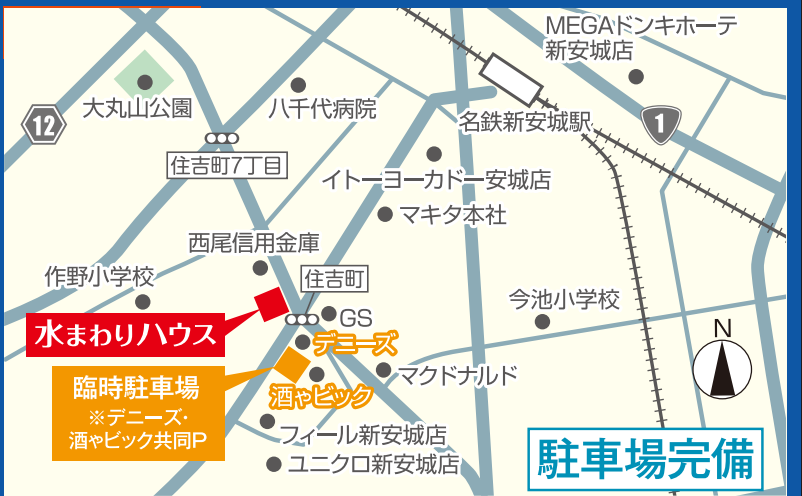 MEGAドンキホーテ
新安城店
大丸山公園
八千代病院
名鉄新安城駅
12
1
住吉町7丁目
イトーヨーカドー安城店
マキタ本社
西尾信用金庫
作野小学校
住吉町
今池小学校
GS
水まわりハウス
N
デニーズ
マクドナルド
臨時駐車場
※デニーズ・
酒ゃビック共同P
酒ゃビック
フィール新安城店
ユニクロ新安城店
駐車場完備